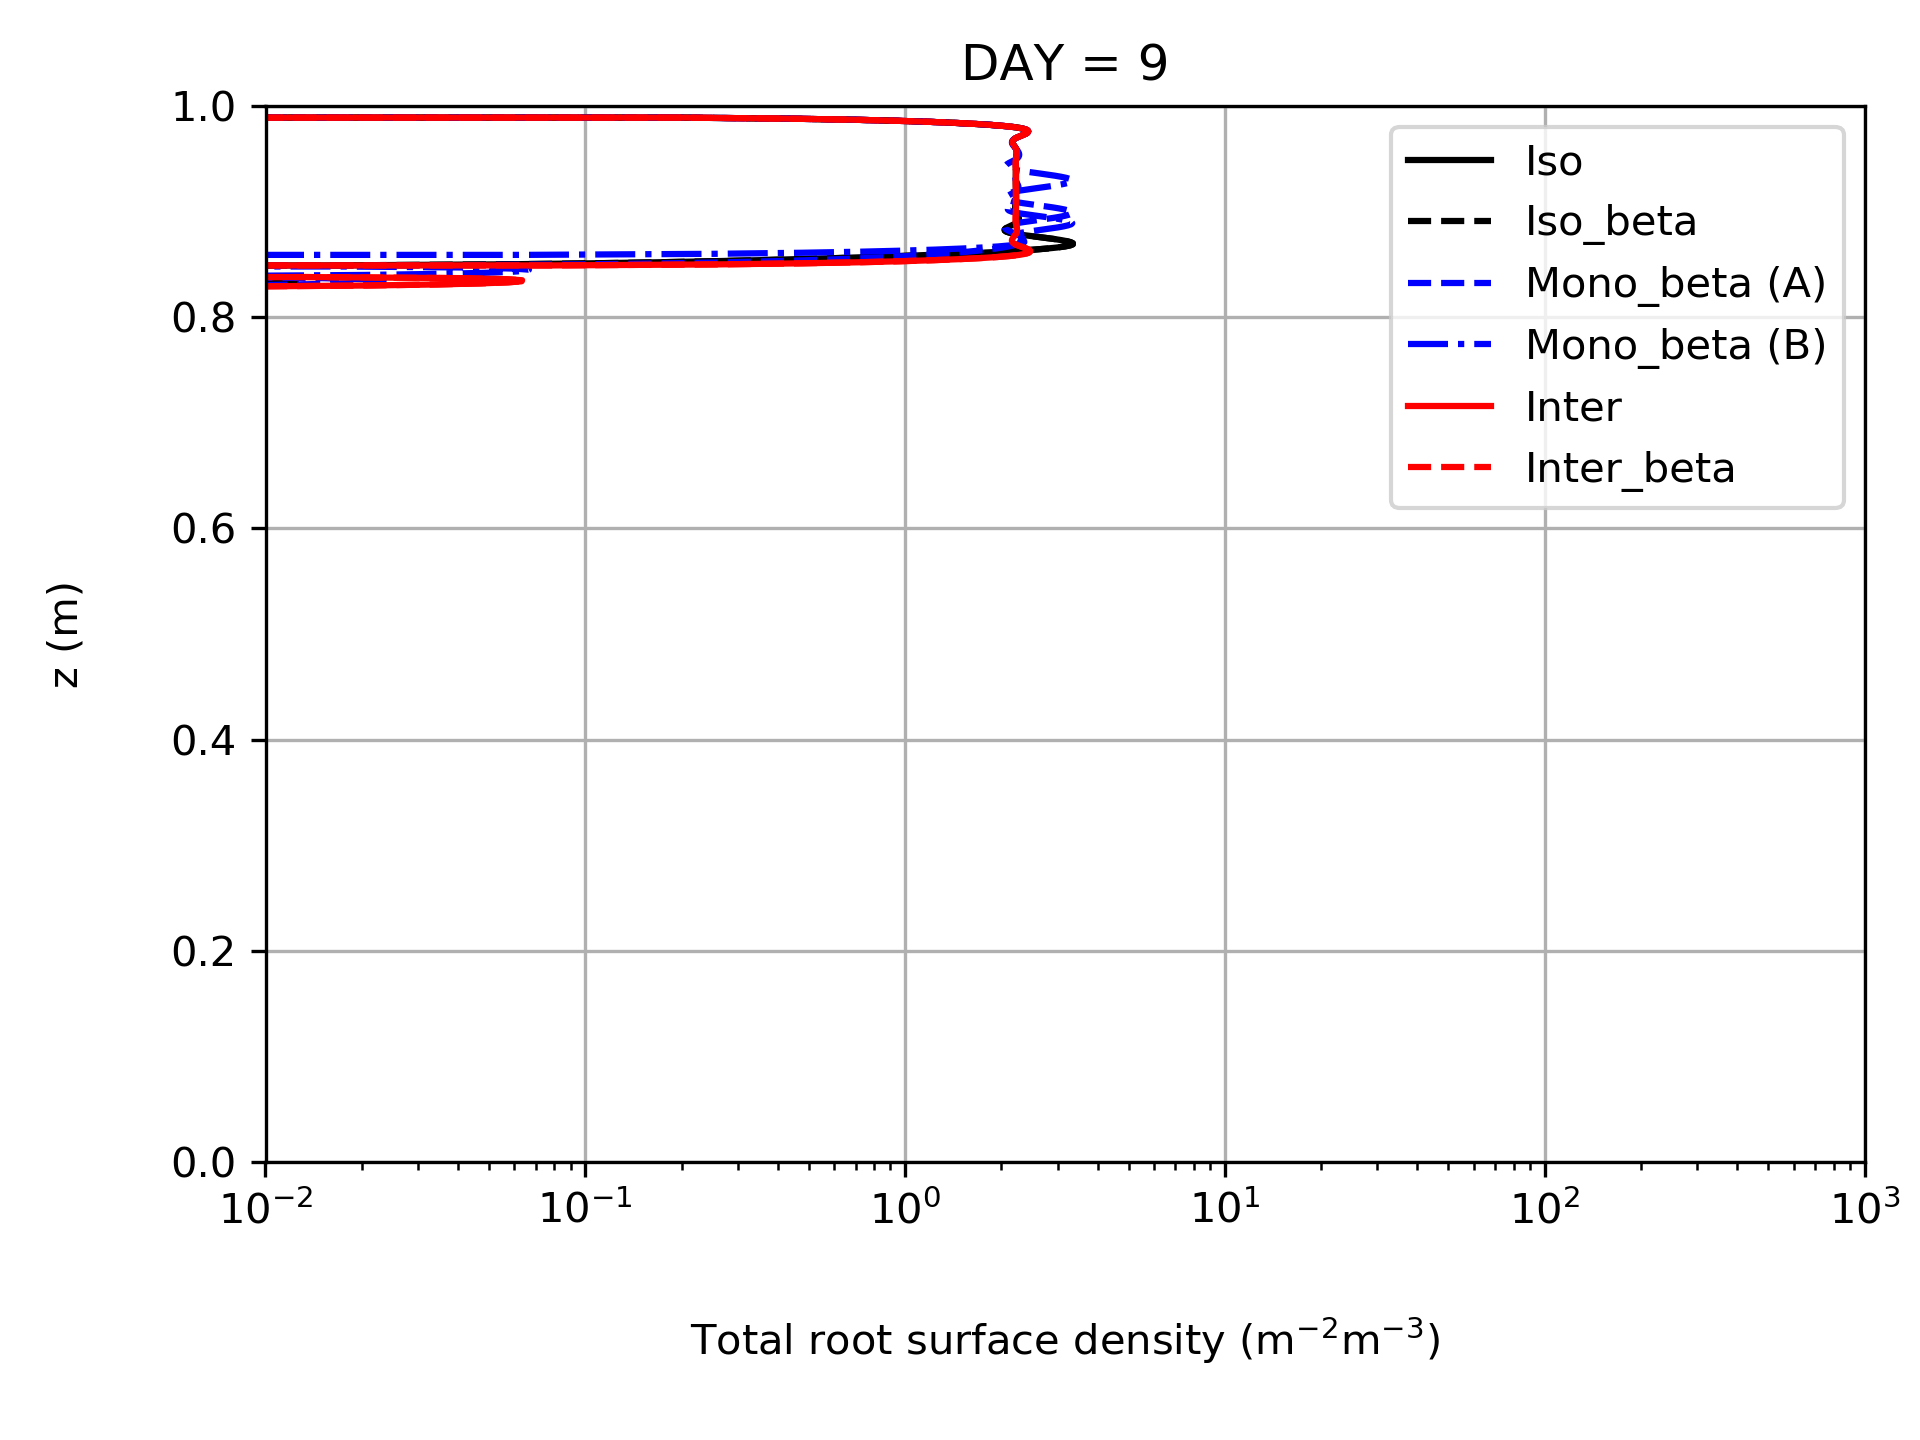 DAY = 9
1.0
0.8
0.6
0.4
0.2
0.0
z (m)
Iso
Iso_beta
Mono_beta (A)
Mono_beta (B)
Inter
Inter_beta
10⁻² 10⁻¹ 10⁰ 10¹ 10² 10³
Total root surface density (m⁻²m⁻³)